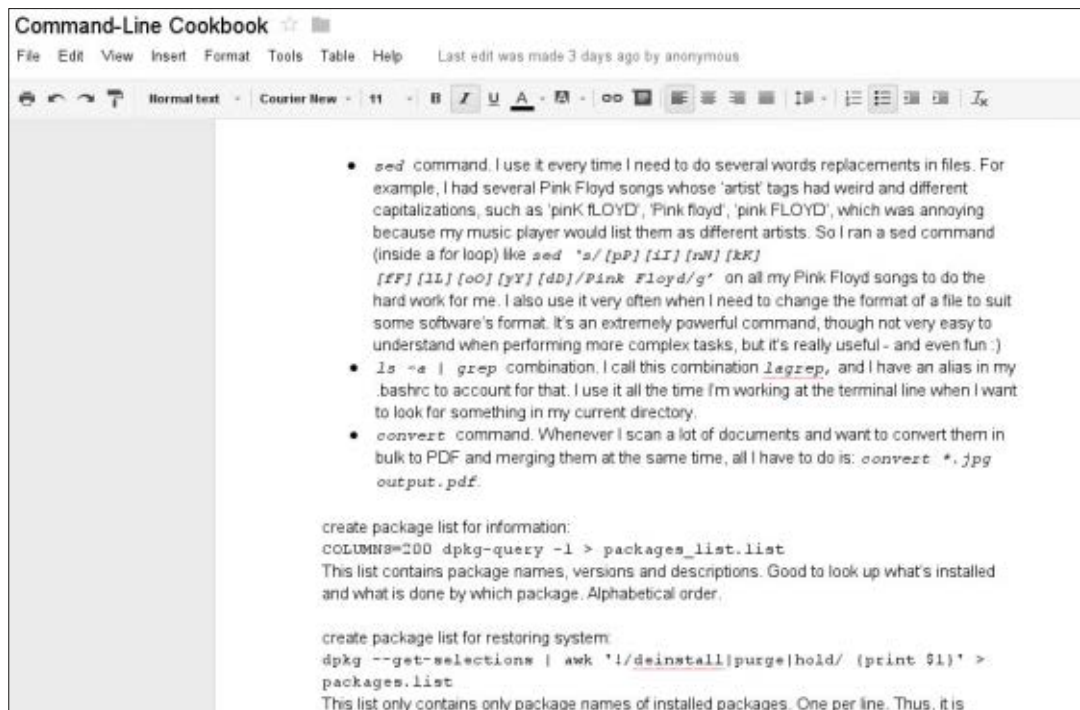 Command-Line Cookbook
File Edit View Insert Format Tools Table Help Last edit was made 3 days ago by anonymous
Normal text Courier New 11 B I U A A
• sed command. I use it every time I need to do several words replacements in files. For
example, I had several Pink Floyd songs whose 'artist' tags had weird and different
capitalizations, such as 'pinK fLOYD', 'Pink floyd', 'pink FLOYD', which was annoying
because my music player would list them as different artists. So I ran a sed command
(inside a for loop) like sed 's/[pP][iI][nN][kK]
[fF][lL][oO][yY][dD]/Pink Floyd/g' on all my Pink Floyd songs to do the
hard work for me. I also use it very often when I need to change the format of a file to suit
some software's format. It's an extremely powerful command, though not very easy to
understand when performing more complex tasks, but it's really useful - and even fun :)
• ls -a | grep combination. I call this combination lagrep, and I have an alias in my
.bashrc to account for that. I use it all the time I'm working at the terminal line when I want
to look for something in my current directory.
• convert command. Whenever I scan a lot of documents and want to convert them in
bulk to PDF and merging them at the same time, all I have to do is: convert *.jpg
output.pdf.
create package list for information:
COLUMNS=200 dpkg-query -l > packages_list.list
This list contains package names, versions and descriptions. Good to look up what's installed
and what is done by which package. Alphabetical order.
create package list for restoring system:
dpkg --get-selections | awk '!/deinstall|purge|hold/ {print $1}' >
packages.list
This list only contains only package names of installed packages. One per line. Thus, it is